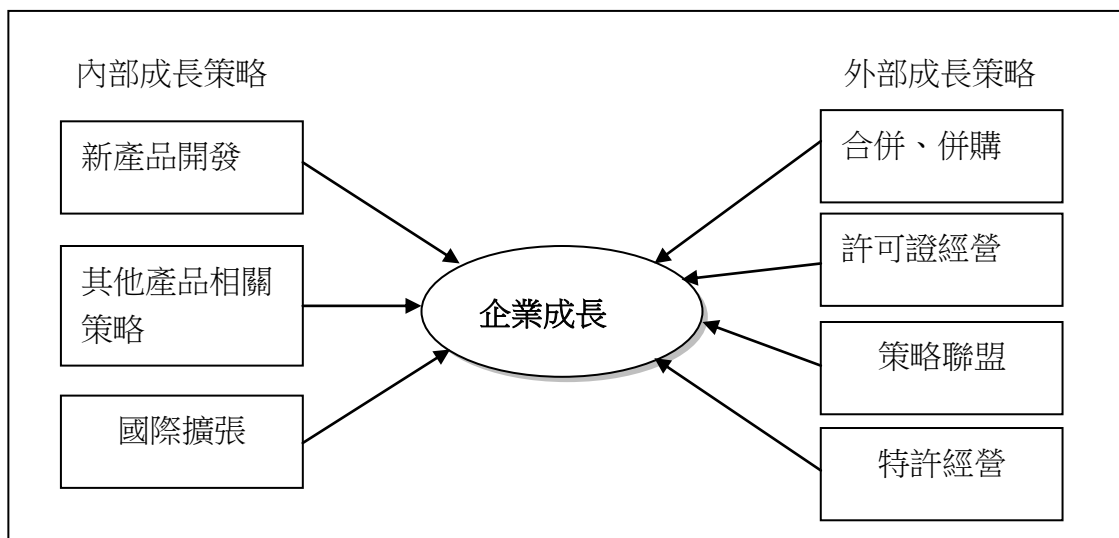 內部成長策略
新產品開發
其他產品相關
策略
國際擴張
企業成長
外部成長策略
合併、併購
許可證經營
策略聯盟
特許經營